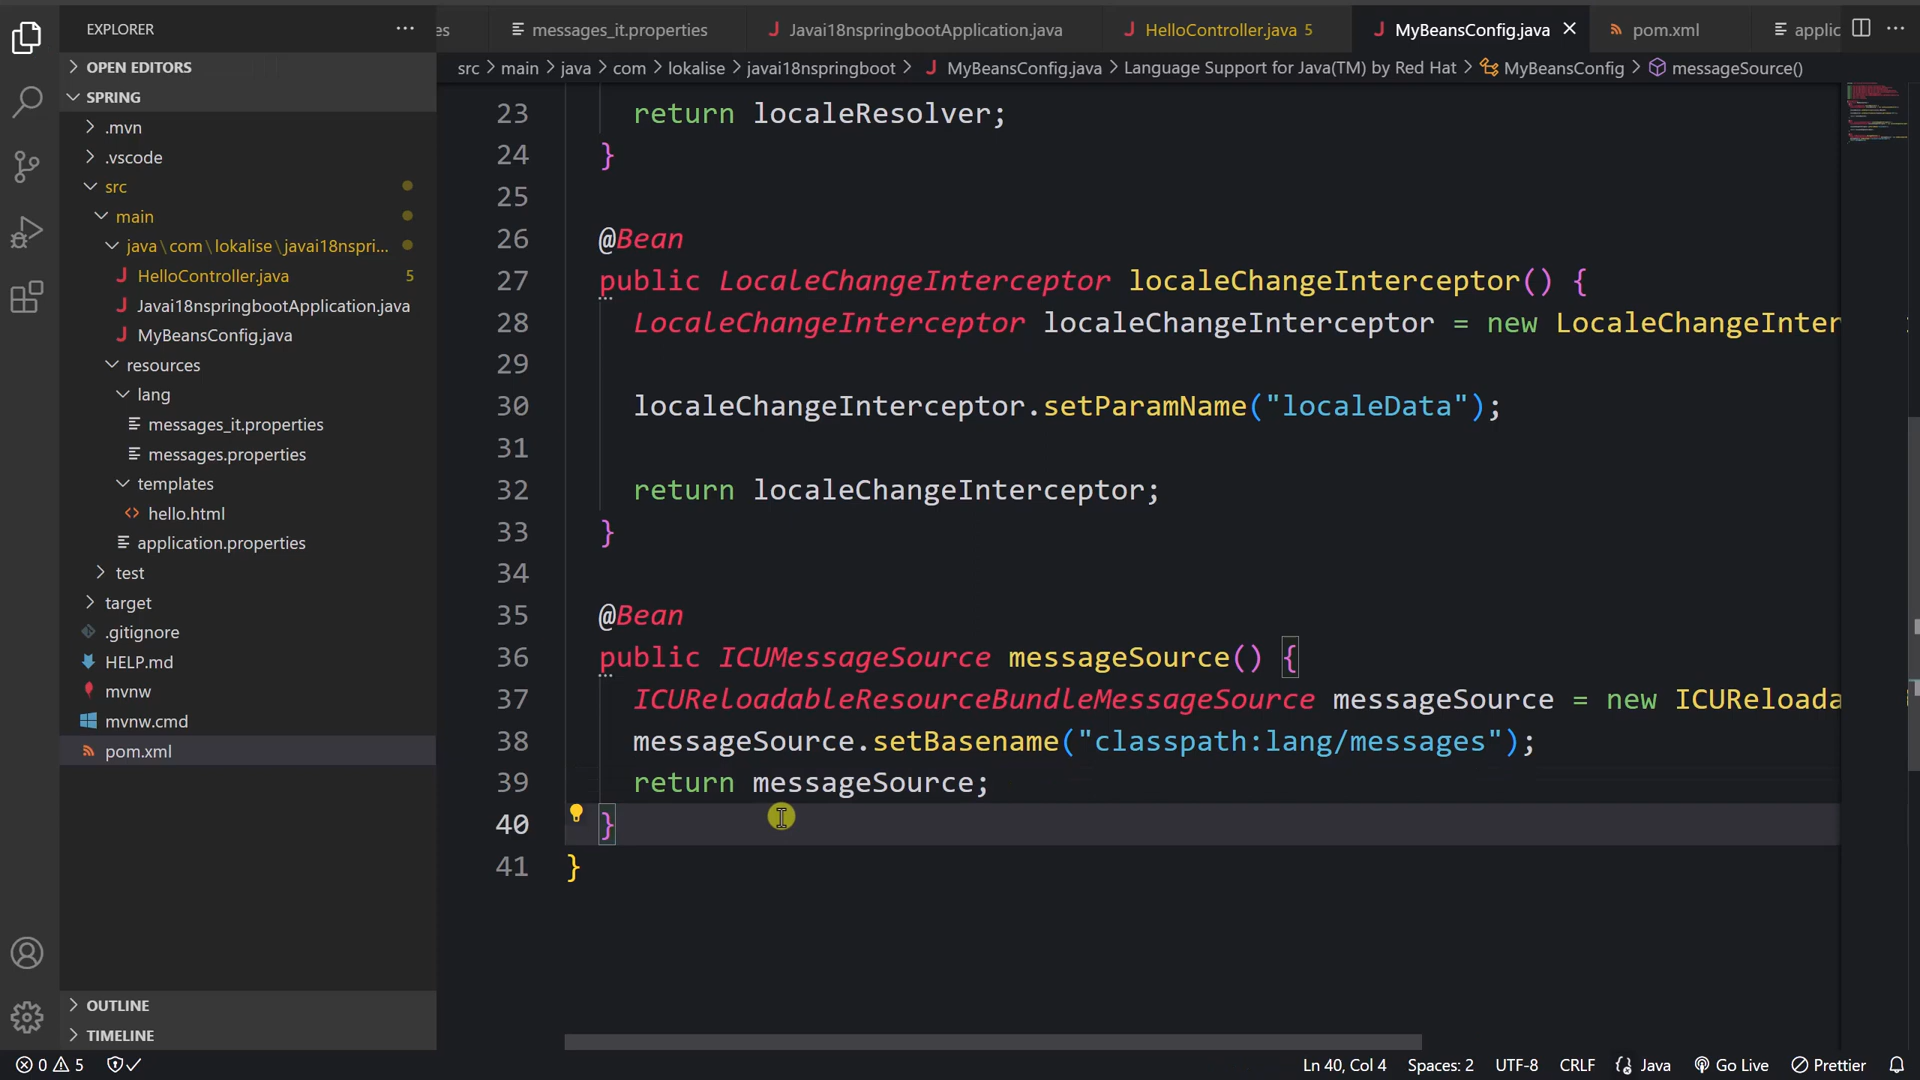 EXPLORER
OPEN EDITORS
SPRING
.mvn
.vscode
src
main
java\com\lokalise\javai18nspri...
HelloController.java 5
Javai18nspringbootApplication.java
MyBeansConfig.java
resources
lang
messages_it.properties
messages.properties
templates
hello.html
application.properties
test
target
.gitignore
HELP.md
mvnw
mvnw.cmd
pom.xml
OUTLINE
TIMELINE
es messages_it.properties Javai18nspringbootApplication.java HelloController.java 5 MyBeansConfig.java pom.xml applic
src > main > java > com > lokalise > javai18nspringboot > MyBeansConfig.java > Language Support for Java(TM) by Red Hat > MyBeansConfig > messageSource()
23 return localeResolver;
24 }
25
26 @Bean
27 public LocaleChangeInterceptor localeChangeInterceptor() {
28 LocaleChangeInterceptor localeChangeInterceptor = new LocaleChangeInter
29
30 localeChangeInterceptor.setParamName("localeData");
31
32 return localeChangeInterceptor;
33 }
34
35 @Bean
36 public ICUMessageSource messageSource() {
37 ICUReloadableResourceBundleMessageSource messageSource = new ICUReloada
38 messageSource.setBasename("classpath:lang/messages");
39 return messageSource;
40 }
41 }
0 5 Ln 40, Col 4 Spaces: 2 UTF-8 CRLF Java Go Live Prettier